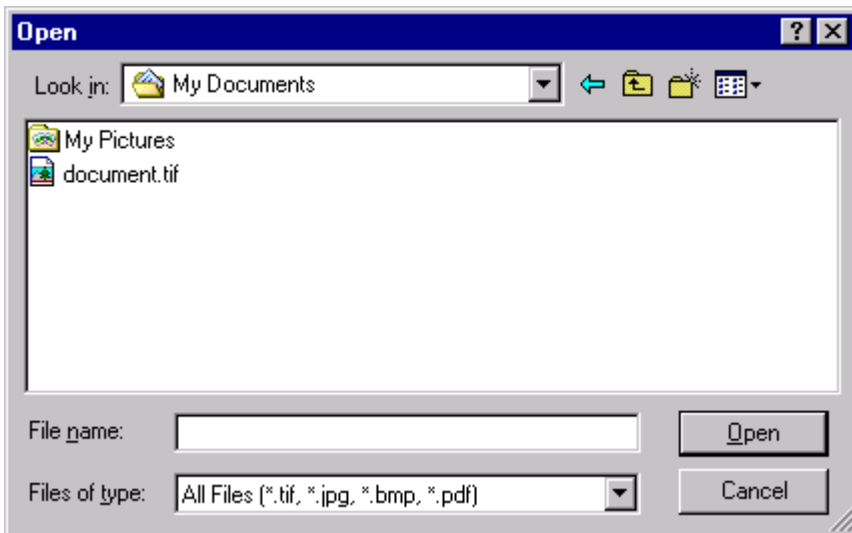 Open
Look in: My Documents
My Pictures
document.tif
File name: Open
Files of type: All Files (*.tif, *.jpg, *.bmp, *.pdf) Cancel